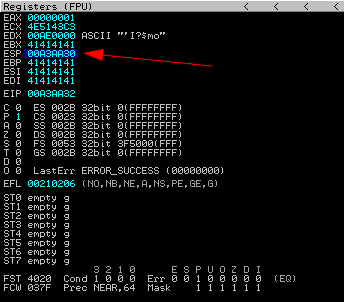 Registers (FPU) < < < <
EAX 00000001
ECX 4E5143C3
EDX 00AE0000 ASCII "'I?$mo"
EBX 41414141
ESP 00A3AA30
EBP 41414141
ESI 41414141
EDI 41414141
EIP 00A3AA32
C 0 ES 002B 32bit 0(FFFFFFFF)
P 1 CS 0023 32bit 0(FFFFFFFF)
A 0 SS 002B 32bit 0(FFFFFFFF)
Z 0 DS 002B 32bit 0(FFFFFFFF)
S 0 FS 0053 32bit 3F5000(FFF)
T 0 GS 002B 32bit 0(FFFFFFFF)
D 0
O 0 LastErr ERROR_SUCCESS (00000000)
EFL 00210206 (NO,NB,NE,A,NS,PE,GE,G)
ST0 empty g
ST1 empty g
ST2 empty g
ST3 empty g
ST4 empty g
ST5 empty g
ST6 empty g
ST7 empty g
3 2 1 0 E S P U O Z D I
FST 4020 Cond 1 0 0 0 Err 0 0 1 0 0 0 0 0 (EQ)
FCW 037F Prec NEAR,64 Mask 1 1 1 1 1 1